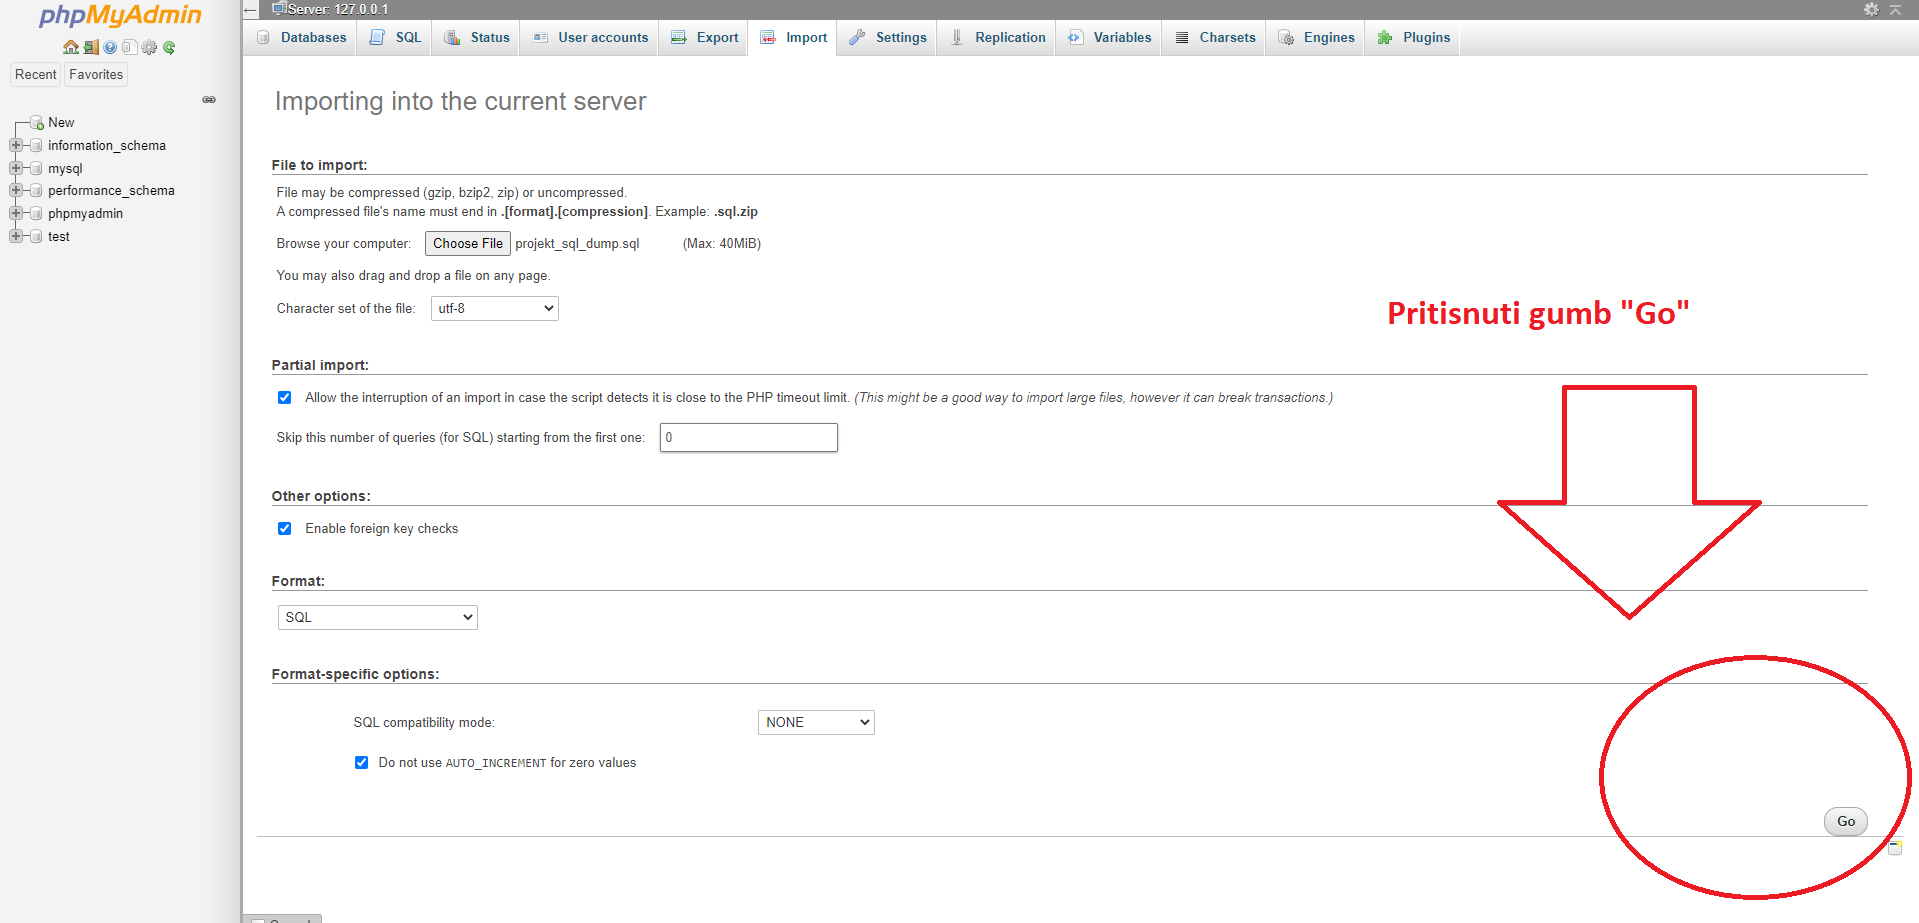 phpMyAdmin
Recent Favorites
New
information_schema
mysql
performance_schema
phpmyadmin
test
Server: 127.0.0.1
Databases SQL Status User accounts Export Import Settings Replication Variables Charsets Engines Plugins
Importing into the current server
File to import:
File may be compressed (gzip, bzip2, zip) or uncompressed.
A compressed file's name must end in .[format].[compression]. Example: .sql.zip
Browse your computer: Choose File projekt_sql_dump.sql (Max: 40MiB)
You may also drag and drop a file on any page.
Character set of the file: utf-8
Pritisnuti gumb "Go"
Partial import:
Allow the interruption of an import in case the script detects it is close to the PHP timeout limit. (This might be a good way to import large files, however it can break transactions.)
Skip this number of queries (for SQL) starting from the first one: 0
Other options:
Enable foreign key checks
Format:
SQL
Format-specific options:
SQL compatibility mode: NONE
Do not use AUTO_INCREMENT for zero values
Go